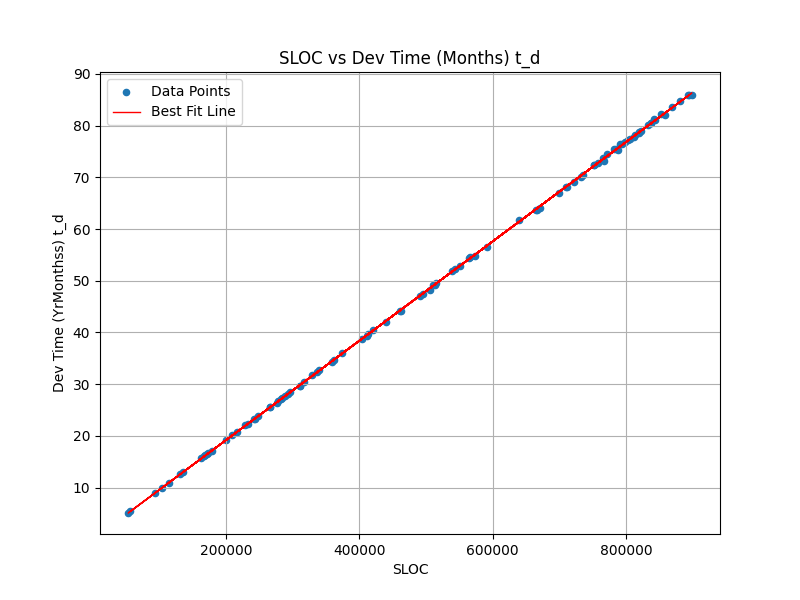 SLOC vs Dev Time (Months) t_d
Data Points
Best Fit Line
Dev Time (YrMonthss) t_d
90
80
70
60
50
40
30
20
10
200000
400000
600000
800000
SLOC